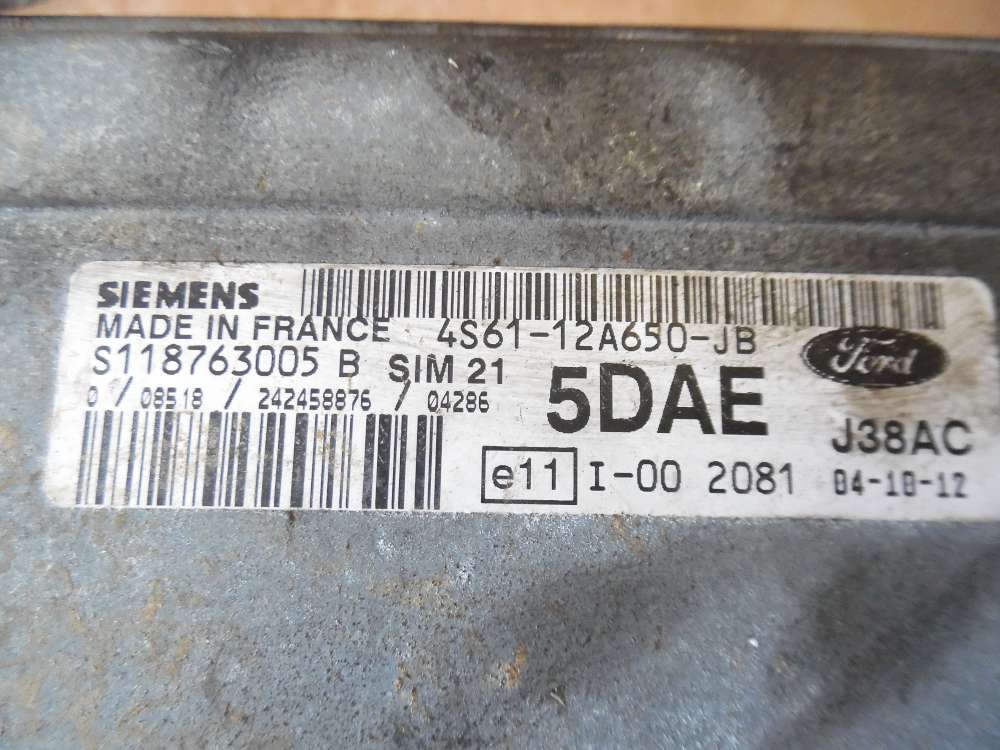 SIEMENS
MADE IN FRANCE 4S61-12A650-JB
S118763005 B SIM 21
Ford
0 / 08518 / 242458876 / 04286
5DAE
J38AC
e11 I-00 2081 04-10-12